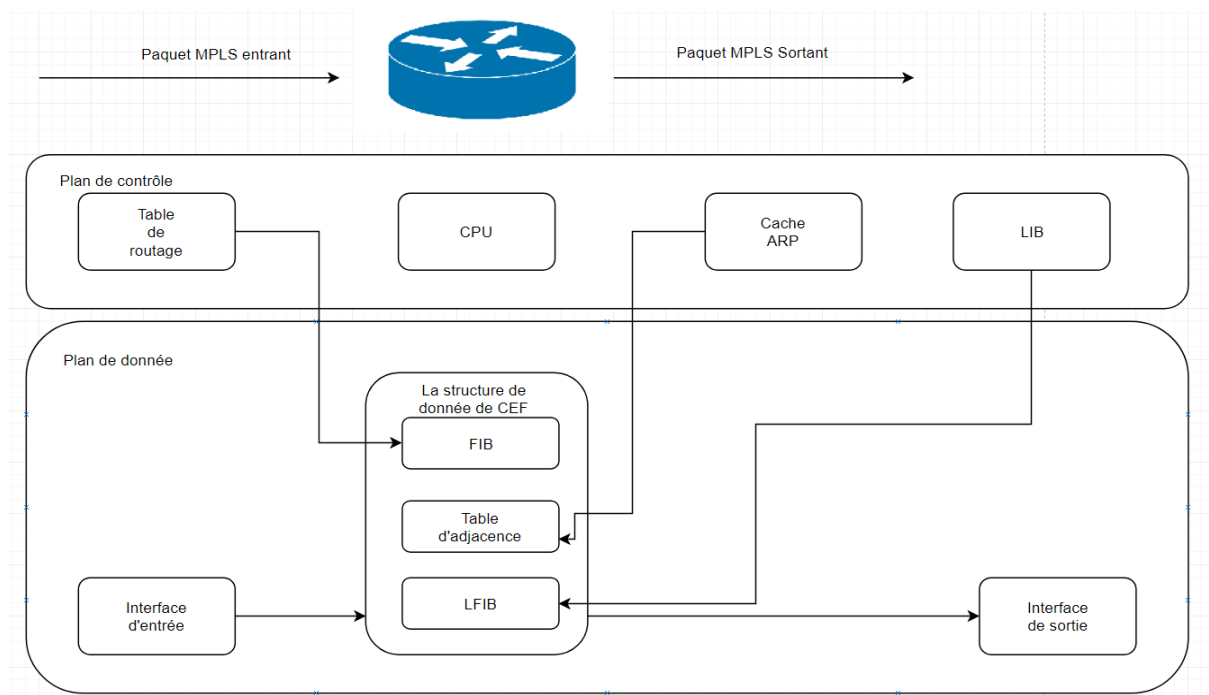 Paquet MPLS entrant
Paquet MPLS Sortant
Plan de contrôle
Table
de
routage
CPU
Cache
ARP
LIB
Plan de donnée
La structure de
donnée de CEF
FIB
Table
d'adjacence
LFIB
Interface
d'entrée
Interface
de sortie